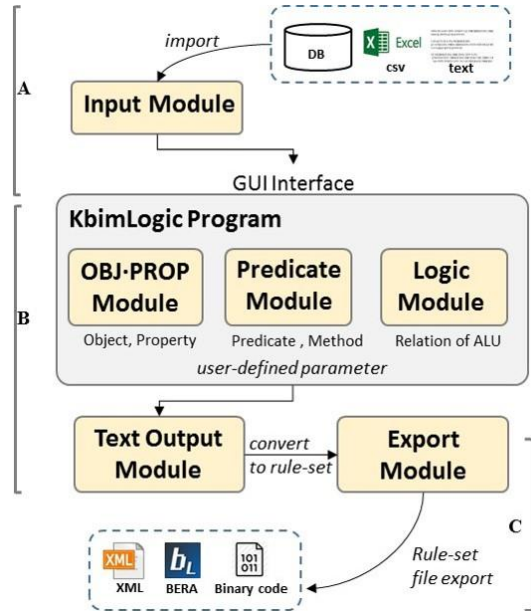 import
DB
Excel
csv
text
A
Input Module
GUI Interface
KbimLogic Program
OBJ·PROP
Module
Predicate
Module
Logic
Module
B
Object, Property
Predicate , Method
Relation of ALU
user-defined parameter
Text Output
Module
convert
to rule-set
Export
Module
C
XML
bL
101
011
XML
BERA
Binary code
Rule-set
file export